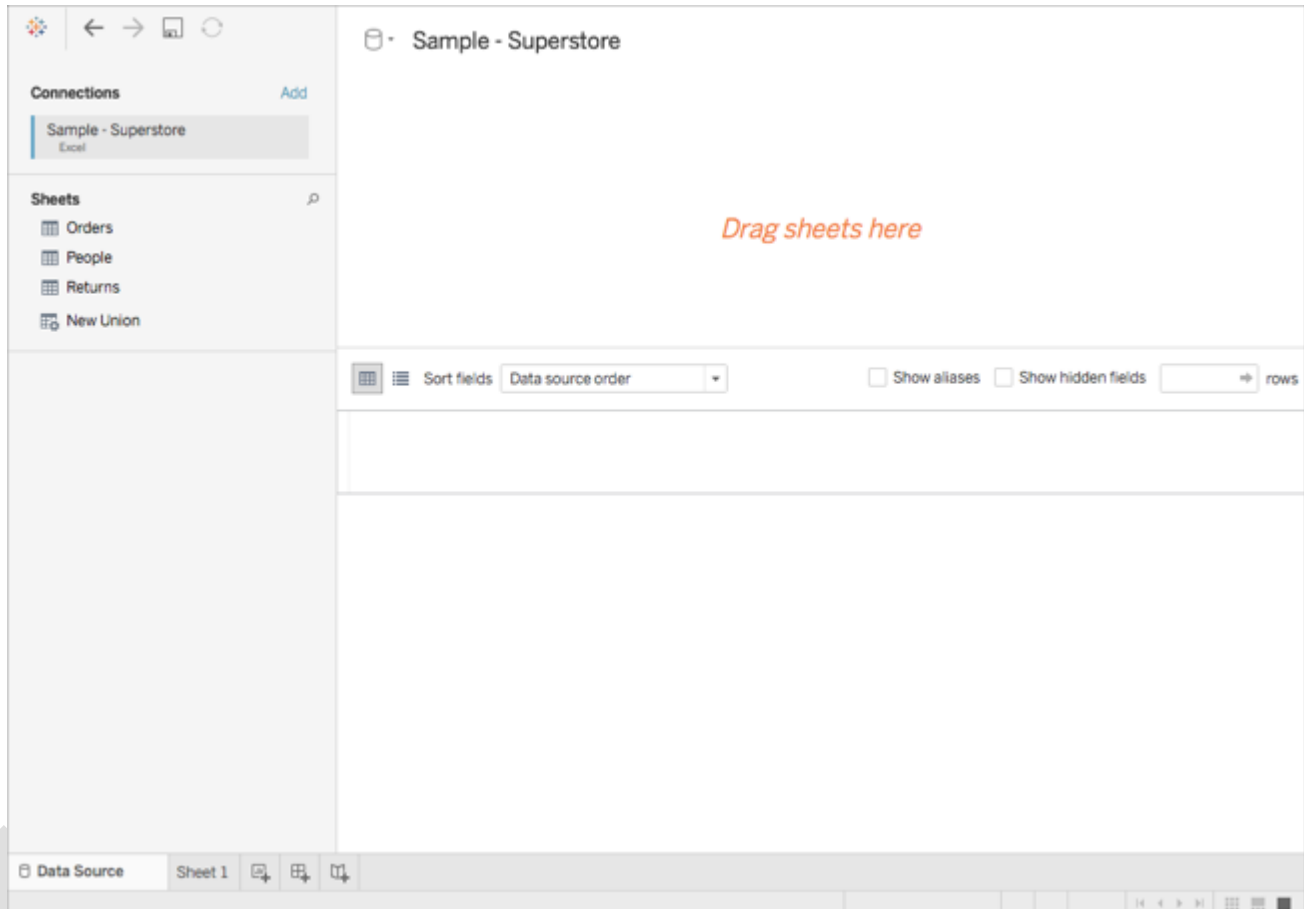 Sample - Superstore
Connections
Add
Sample - Superstore
Excel
Sheets
Orders
People
Returns
New Union
Drag sheets here
Sort fields
Data source order
Show aliases
Show hidden fields
rows
Data Source
Sheet 1